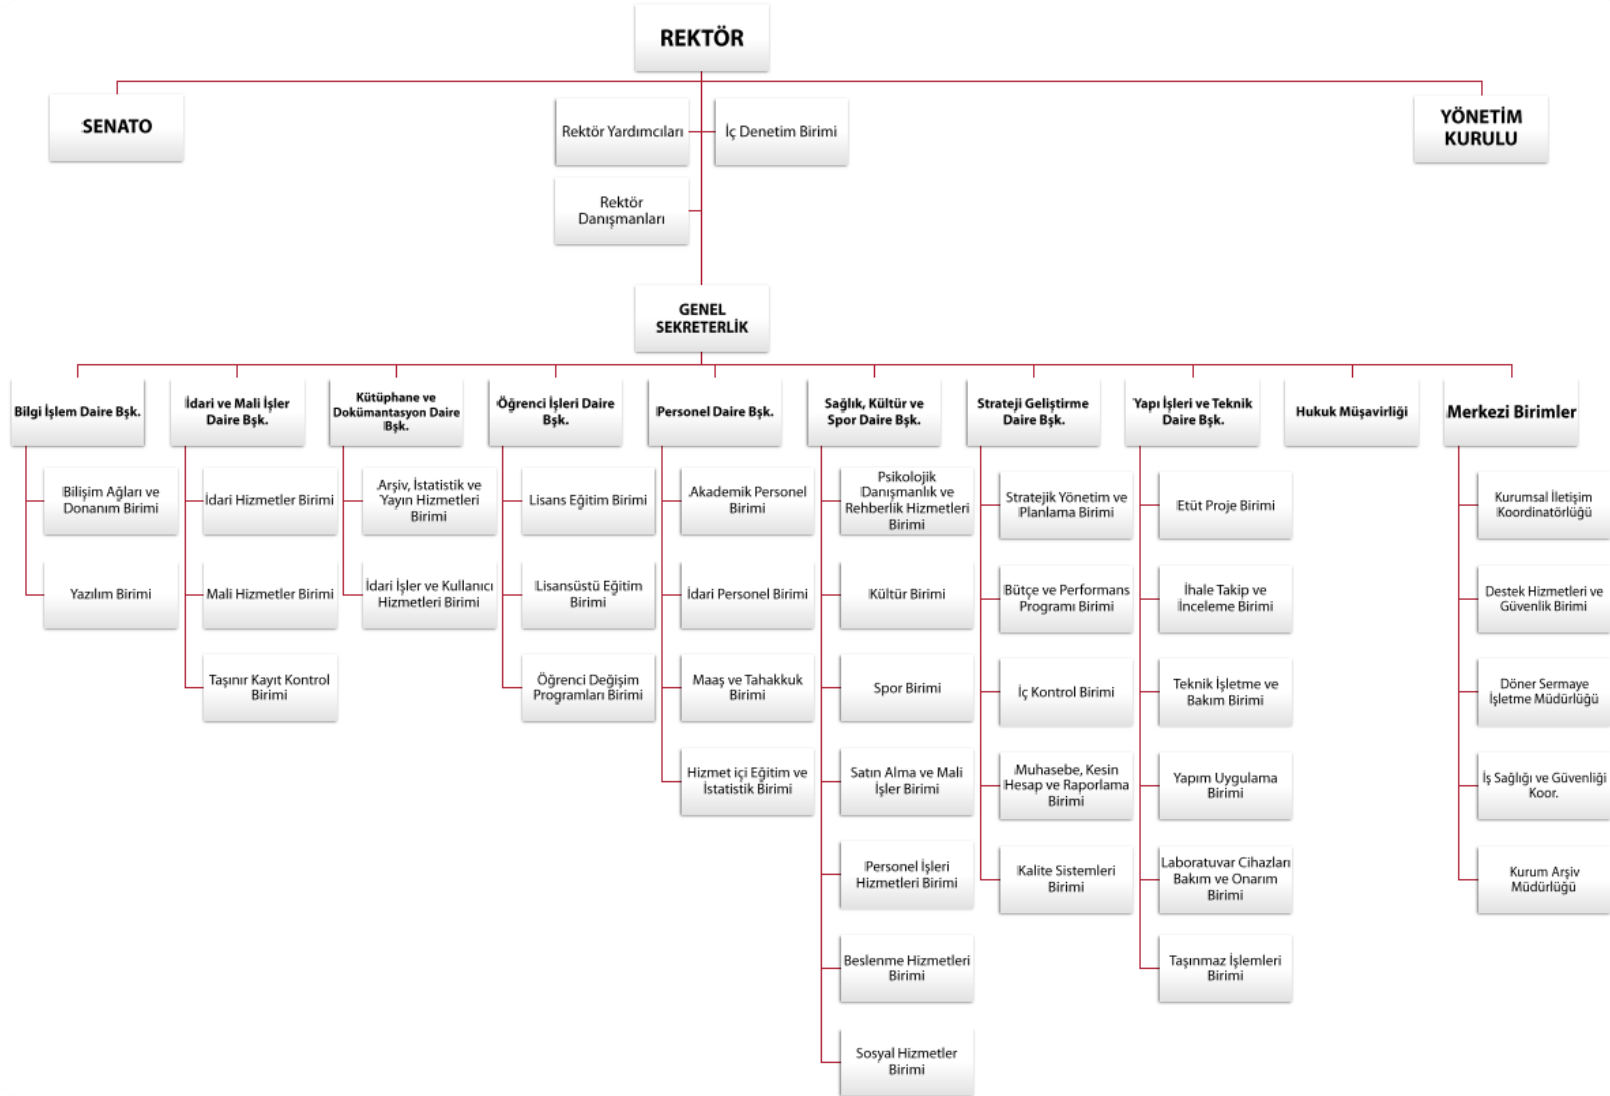 REKTÖR
SENATO
Rektör Yardımcıları
İç Denetim Birimi
YÖNETİM
KURULU
Rektör
Danışmanları
GENEL
SEKRETERLİK
Bilgi İşlem Daire Bşk.
İdari ve Mali İşler
Daire Bşk.
Kütüphane ve
Dokümantasyon Daire
Bşk.
Öğrenci İşleri Daire
Bşk.
Personel Daire Bşk.
Sağlık, Kültür ve
Spor Daire Bşk.
Strateji Geliştirme
Daire Bşk.
Yapı İşleri ve Teknik
Daire Bşk.
Hukuk Müşavirliği
Merkezi Birimler
Bilişim Ağları ve
Donanım Birimi
Yazılım Birimi
İdari Hizmetler Birimi
Mali Hizmetler Birimi
Taşınır Kayıt Kontrol
Birimi
Arşiv, İstatistik ve
Yayın Hizmetleri
Birimi
İdari İşler ve Kullanıcı
Hizmetleri Birimi
Lisans Eğitim Birimi
Lisansüstü Eğitim
Birimi
Öğrenci Değişim
Programları Birimi
Akademik Personel
Birimi
İdari Personel Birimi
Maaş ve Tahakkuk
Birimi
Hizmet içi Eğitim ve
İstatistik Birimi
Psikolojik
Danışmanlık ve
Rehberlik Hizmetleri
Birimi
Kültür Birimi
Spor Birimi
Satın Alma ve Mali
İşler Birimi
Personel İşleri
Hizmetleri Birimi
Beslenme Hizmetleri
Birimi
Sosyal Hizmetler
Birimi
Stratejik Yönetim ve
Planlama Birimi
Bütçe ve Performans
Programı Birimi
İç Kontrol Birimi
Muhasebe, Kesin
Hesap ve Raporlama
Birimi
Kalite Sistemleri
Birimi
Etüt Proje Birimi
İhale Takip ve
İnceleme Birimi
Teknik İşletme ve
Bakım Birimi
Yapım Uygulama
Birimi
Laboratuvar Cihazları
Bakım ve Onarım
Birimi
Taşınmaz İşlemleri
Birimi
Kurumsal İletişim
Koordinatörlüğü
Destek Hizmetleri ve
Güvenlik Birimi
Döner Sermaye
İşletme Müdürlüğü
İş Sağlığı ve Güvenliği
Koor.
Kurum Arşiv
Müdürlüğü